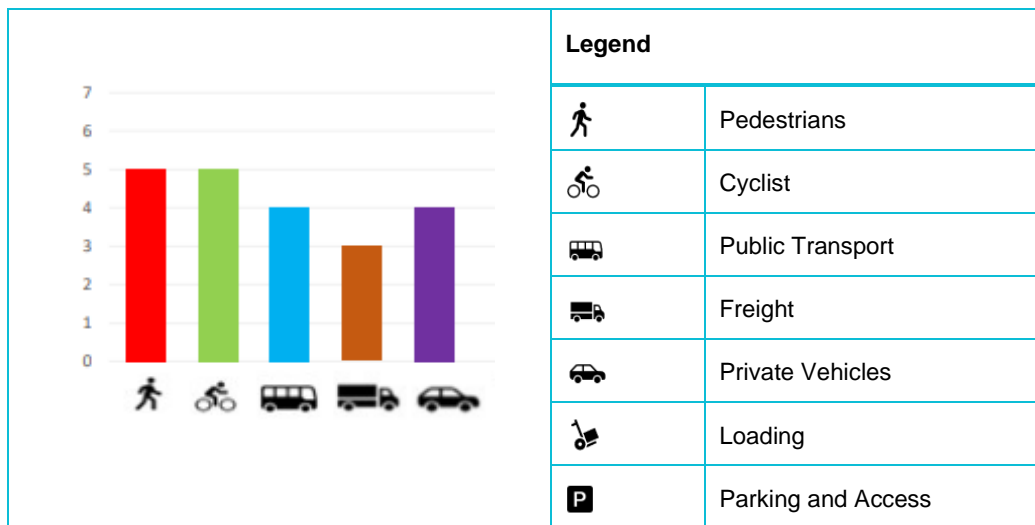 7
6
5
4
3
2
1
0
Legend
Pedestrians
Cyclist
Public Transport
Freight
Private Vehicles
Loading
P Parking and Access